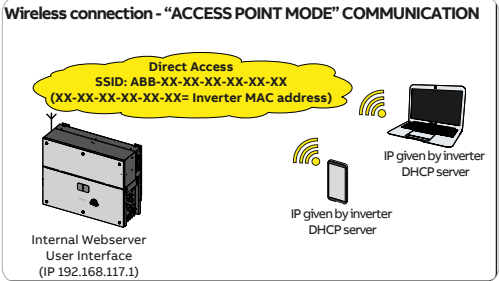 Wireless connection - “ACCESS POINT MODE” COMMUNICATION
Direct Access
SSID: ABB-XX-XX-XX-XX-XX-XX
(XX-XX-XX-XX-XX-XX= Inverter MAC address)
IP given by inverter
DHCP server
IP given by inverter
DHCP server
Internal Webserver
User Interface
(IP 192.168.117.1)